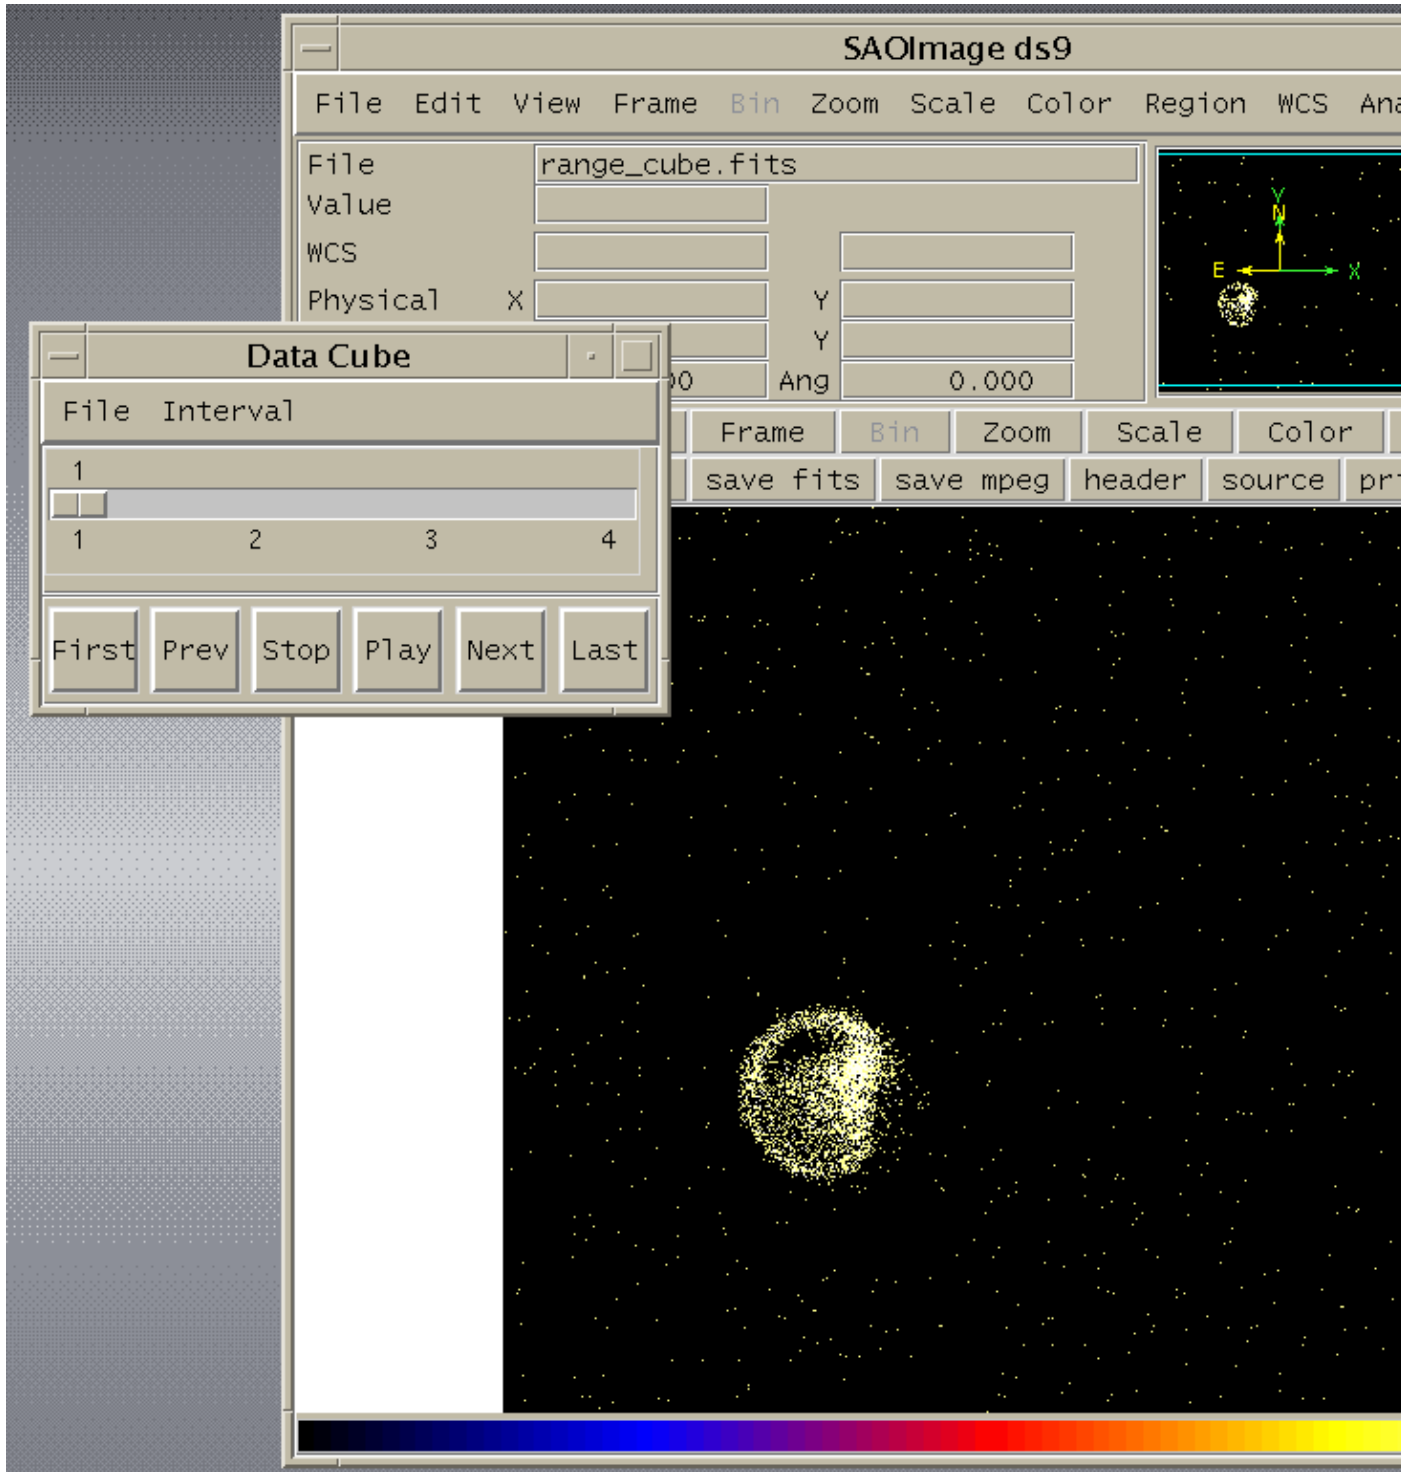 SAOImage ds9
File Edit View Frame Bin Zoom Scale Color Region WCS
File range_cube.fits
Value
WCS
Physical X Y
Y
Ang 0.000
Y
N
E X
Frame Bin Zoom Scale Color
save fits save mpeg header source
Data Cube
File Interval
1
1 2 3 4
First Prev Stop Play Next Last